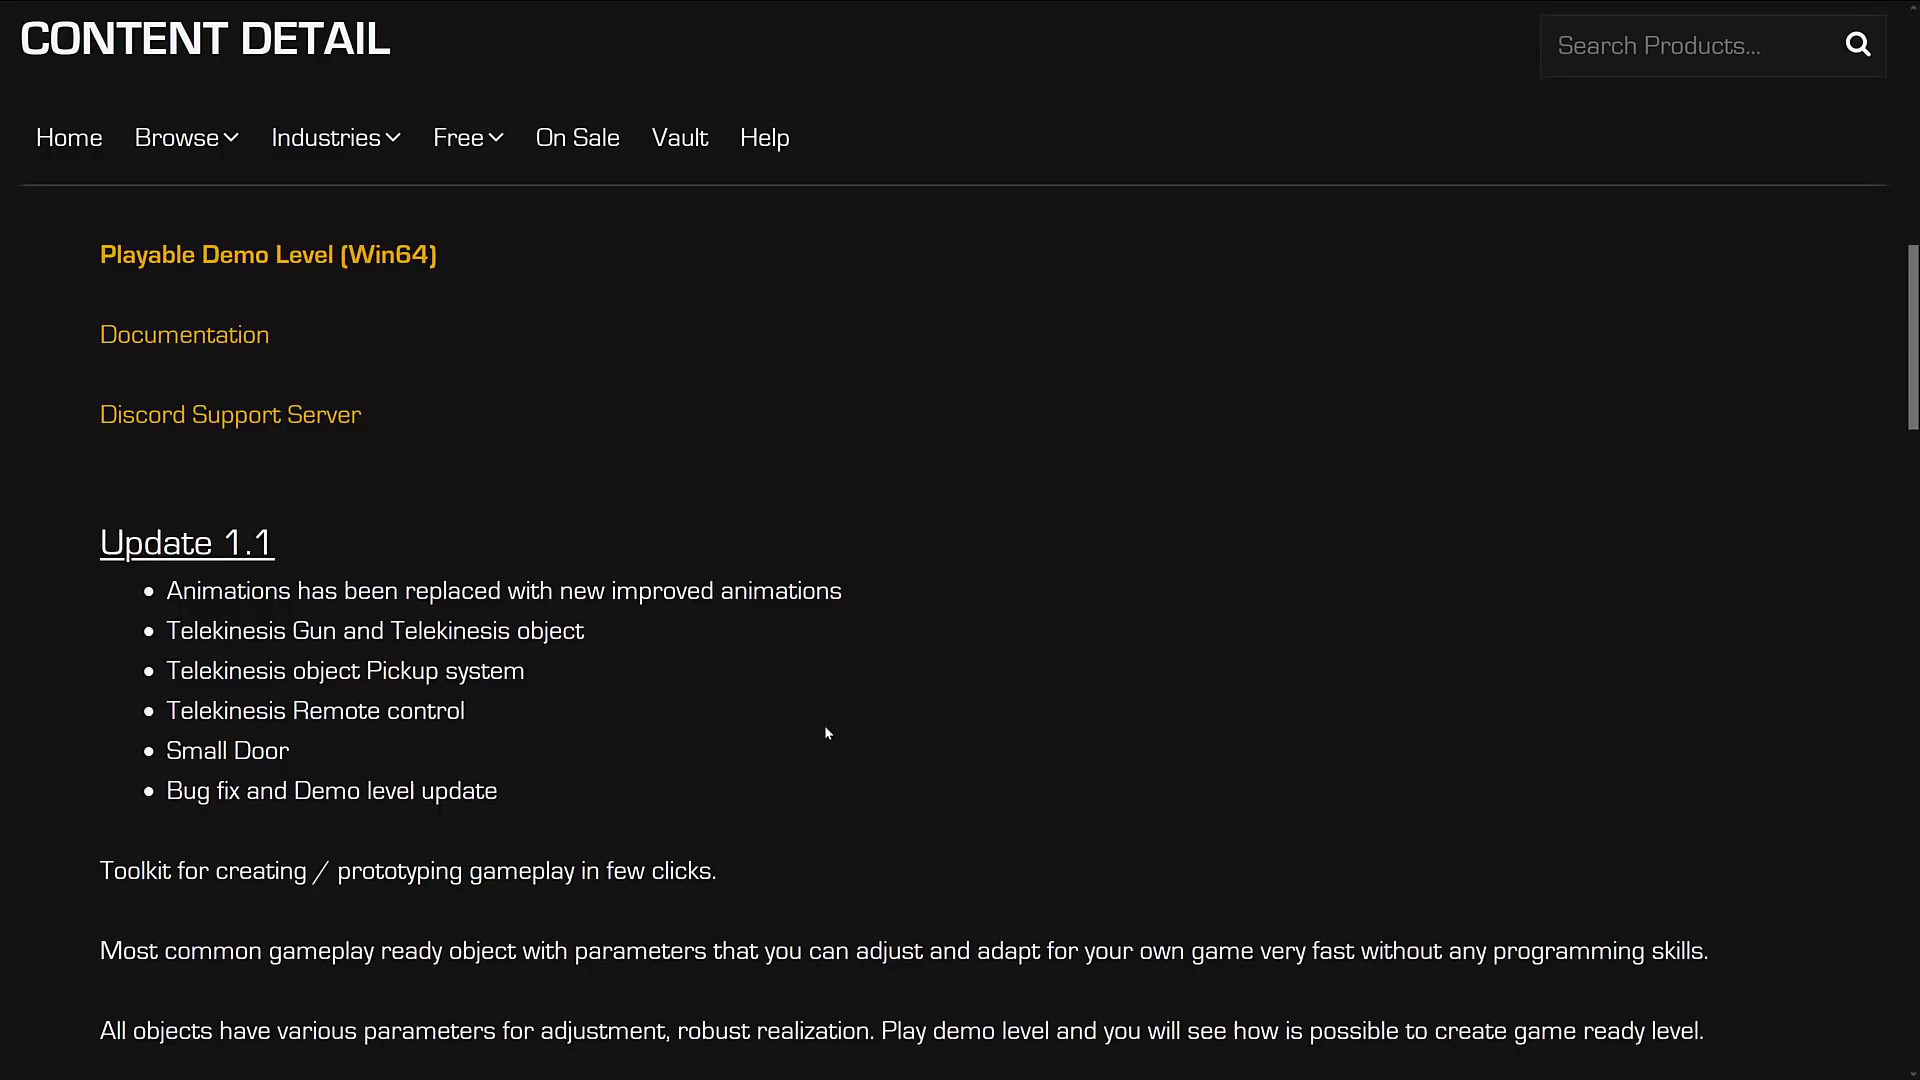 CONTENT DETAIL
Search Products...
Home Browse Industries Free On Sale Vault Help
Playable Demo Level (Win64)
Documentation
Discord Support Server
Update 1.1
Animations has been replaced with new improved animations
Telekinesis Gun and Telekinesis object
Telekinesis object Pickup system
Telekinesis Remote control
Small Door
Bug fix and Demo level update
Toolkit for creating / prototyping gameplay in few clicks.
Most common gameplay ready object with parameters that you can adjust and adapt for your own game very fast without any programming skills.
All objects have various parameters for adjustment, robust realization. Play demo level and you will see how is possible to create game ready level.